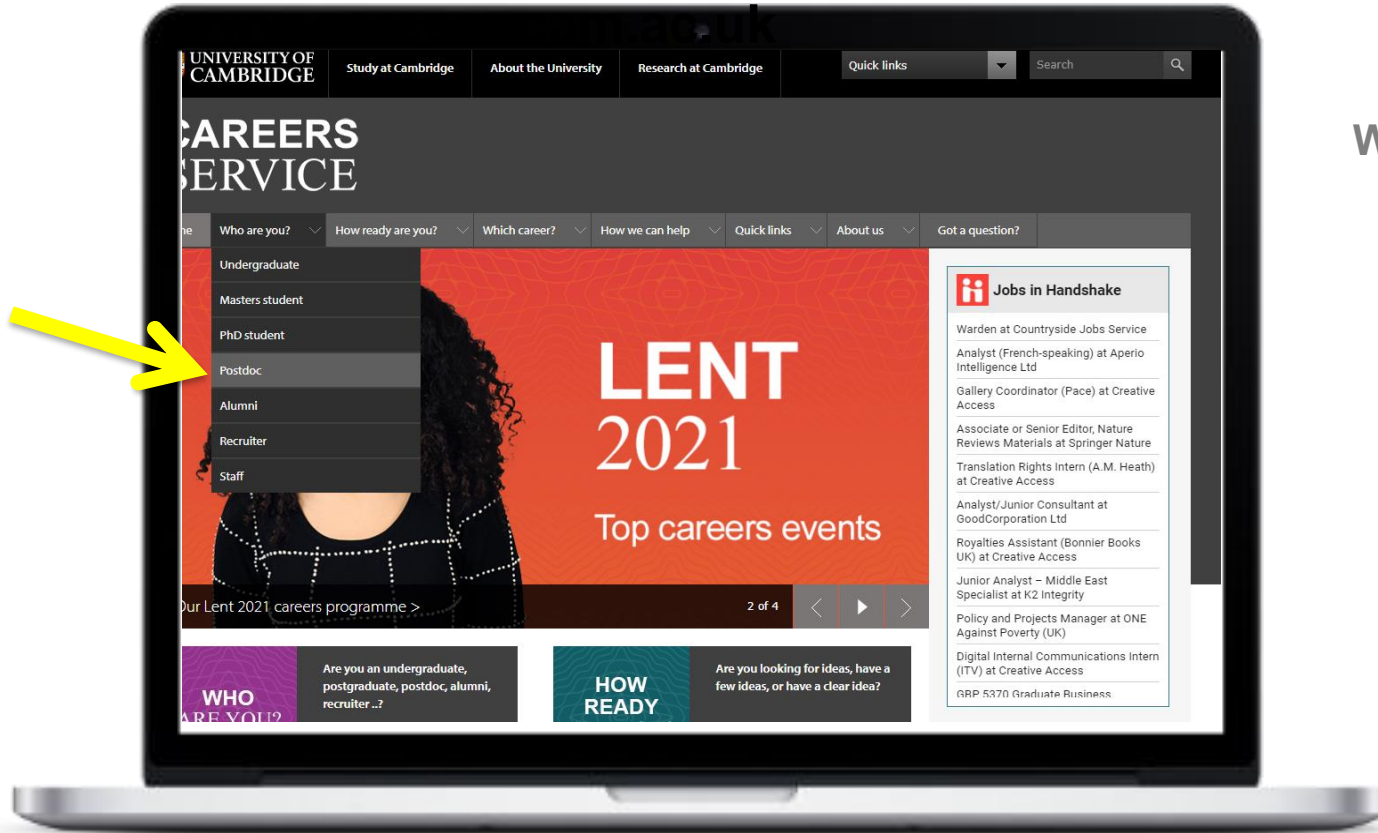 m.ac.uk
UNIVERSITY OF
CAMBRIDGE
Study at Cambridge
About the University
Research at Cambridge
Quick links
Search
CAREERS
SERVICE
Who are you?
How ready are you?
Which career?
How we can help
Quick links
About us
Got a question?
Undergraduate
Masters student
PhD student
Postdoc
Alumni
Recruiter
Staff
LENT
2021
Top careers events
Our Lent 2021 careers programme >
2 of 4
Jobs in Handshake
Warden at Countryside Jobs Service
Analyst (French-speaking) at Aperio
Intelligence Ltd
Gallery Coordinator (Pace) at Creative
Access
Associate or Senior Editor, Nature
Reviews Materials at Springer Nature
Translation Rights Intern (A.M. Heath)
at Creative Access
Analyst/Junior Consultant at
GoodCorporation Ltd
Royalties Assistant (Bonnier Books
UK) at Creative Access
Junior Analyst – Middle East
Specialist at K2 Integrity
Policy and Projects Manager at ONE
Against Poverty (UK)
Digital Internal Communications Intern
(ITV) at Creative Access
GBP 5370 Graduate Business
WHO
ARE YOU?
Are you an undergraduate,
postgraduate, postdoc, alumni,
recruiter ..?
HOW
READY
Are you looking for ideas, have a
few ideas, or have a clear idea?
W